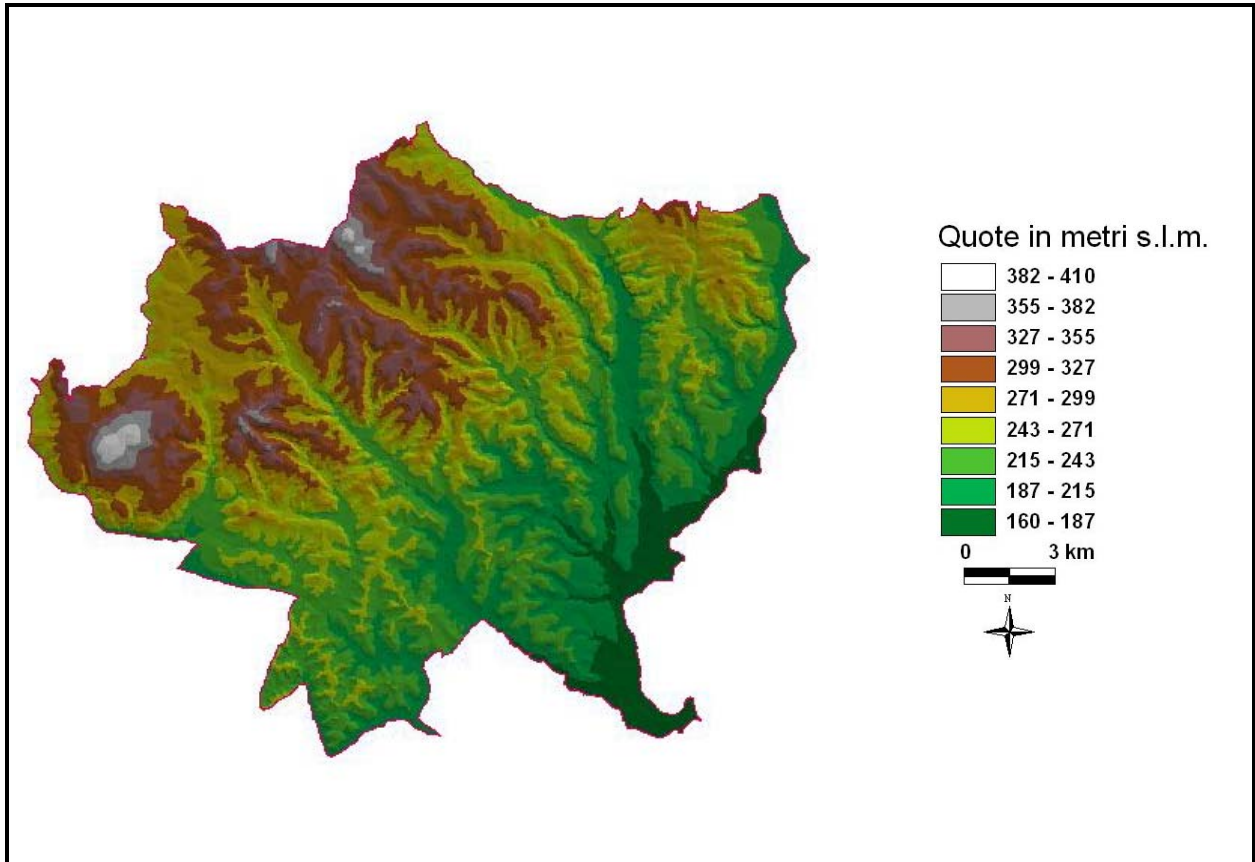 Quote in metri s.l.m.
382 - 410
355 - 382
327 - 355
299 - 327
271 - 299
243 - 271
215 - 243
187 - 215
160 - 187
0 3 km
N